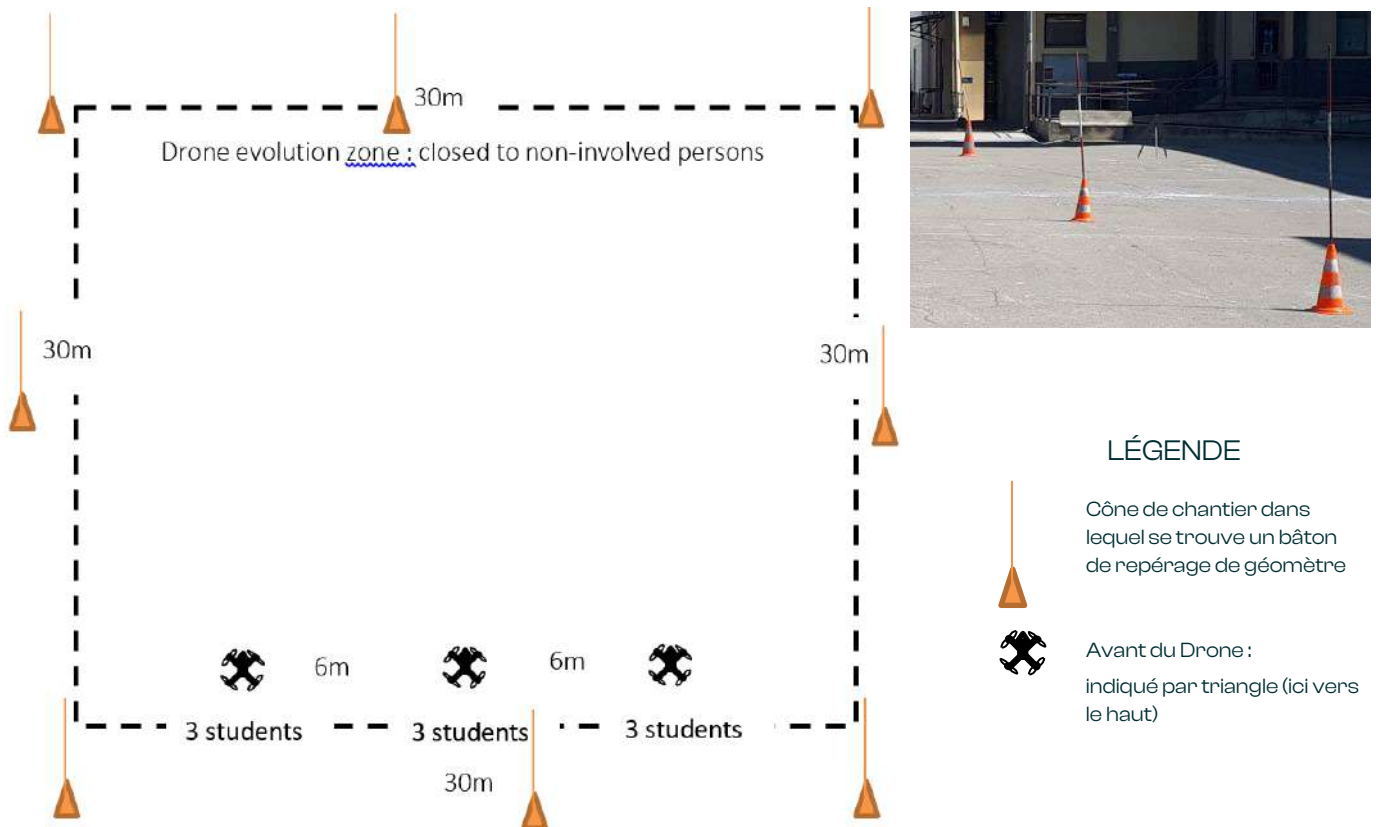 30m
Drone evolution zone : closed to non-involved persons
30m
30m
6m
6m
3 students
3 students
3 students
30m
LÉGENDE
Cône de chantier dans
lequel se trouve un bâton
de repérage de géomètre
Avant du Drone :
indiqué par triangle (ici vers
le haut)